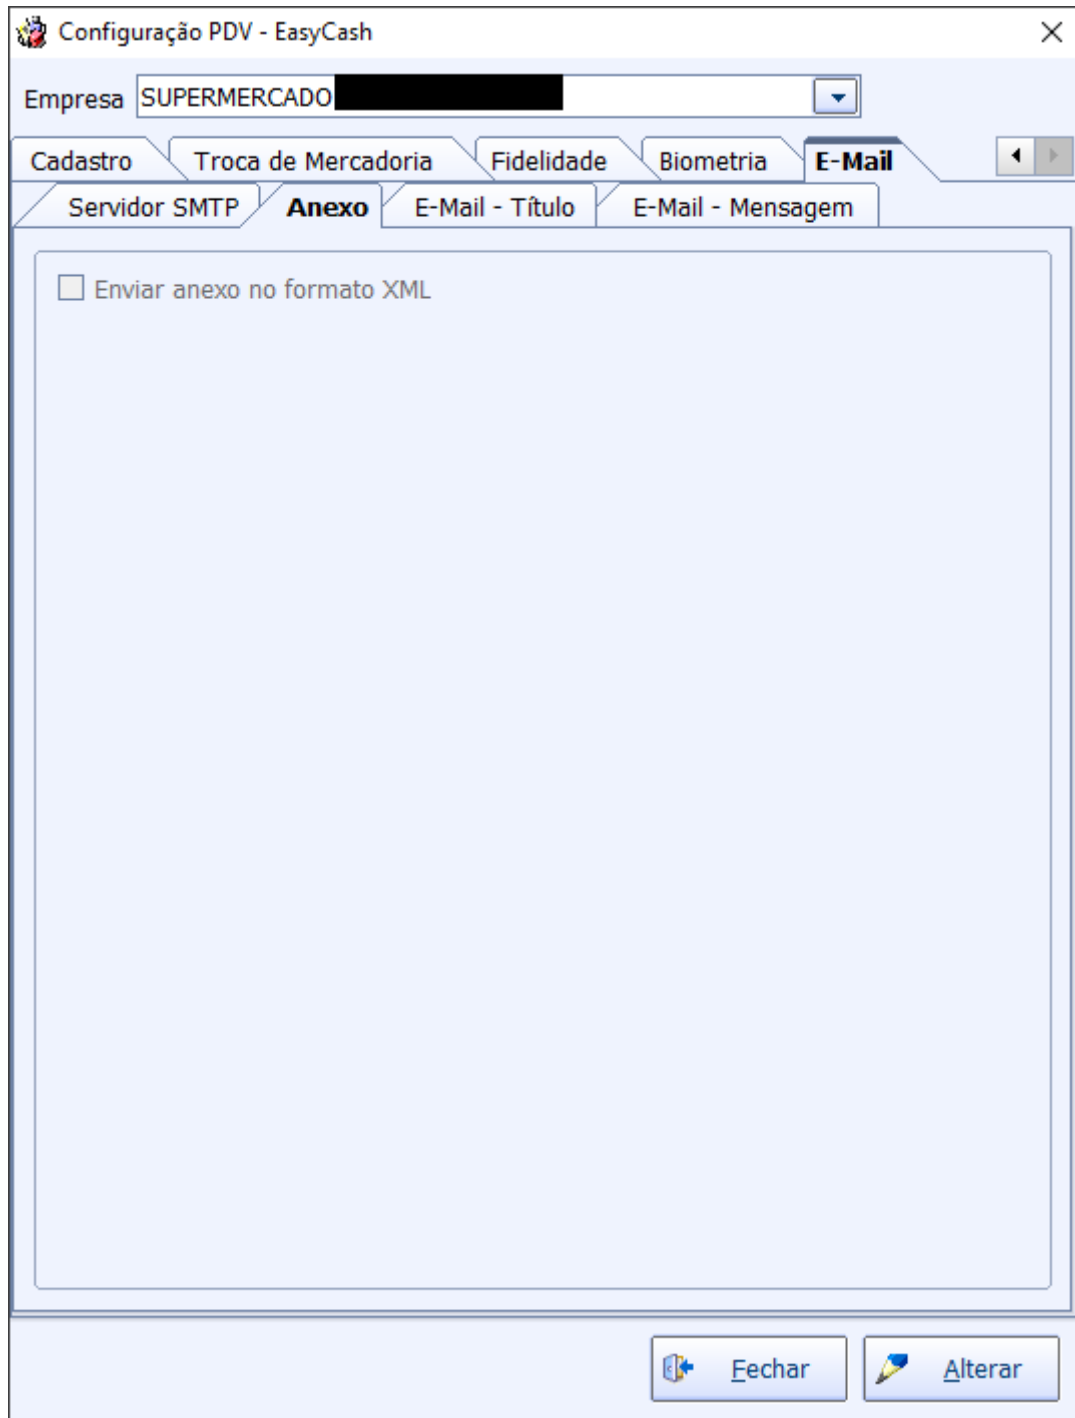 Configuração PDV - EasyCash
Empresa SUPERMERCADO
Cadastro Troca de Mercadoria Fidelidade Biometria E-Mail
Servidor SMTP Anexo E-Mail - Título E-Mail - Mensagem
Enviar anexo no formato XML
Fechar Alterar